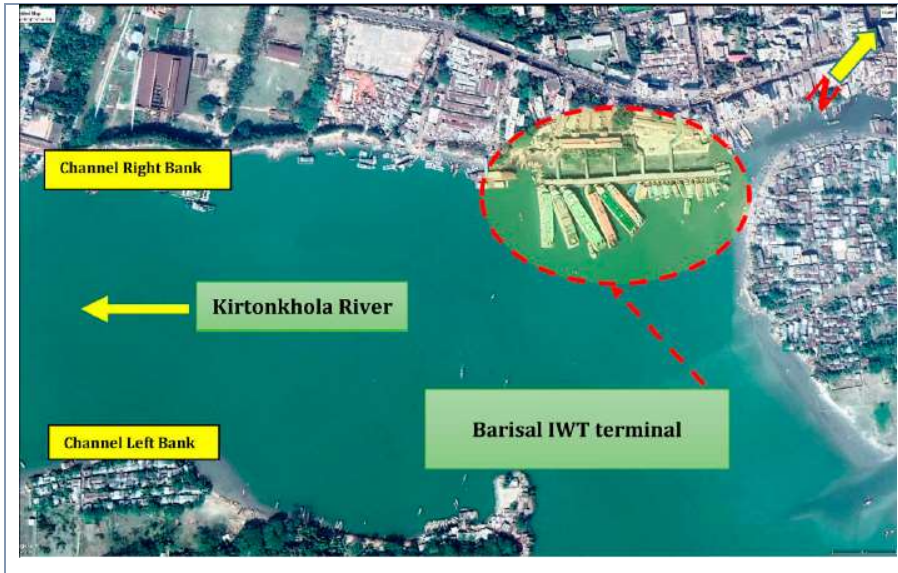 N
Channel Right Bank
Kirtonkhola River
Barisal IWT terminal
Channel Left Bank